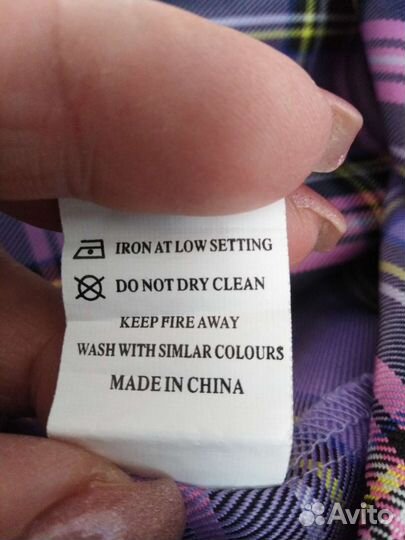 IRON AT LOW SETTING
DO NOT DRY CLEAN
KEEP FIRE AWAY
WASH WITH SIMLAR COLOURS
MADE IN CHINA
Avito